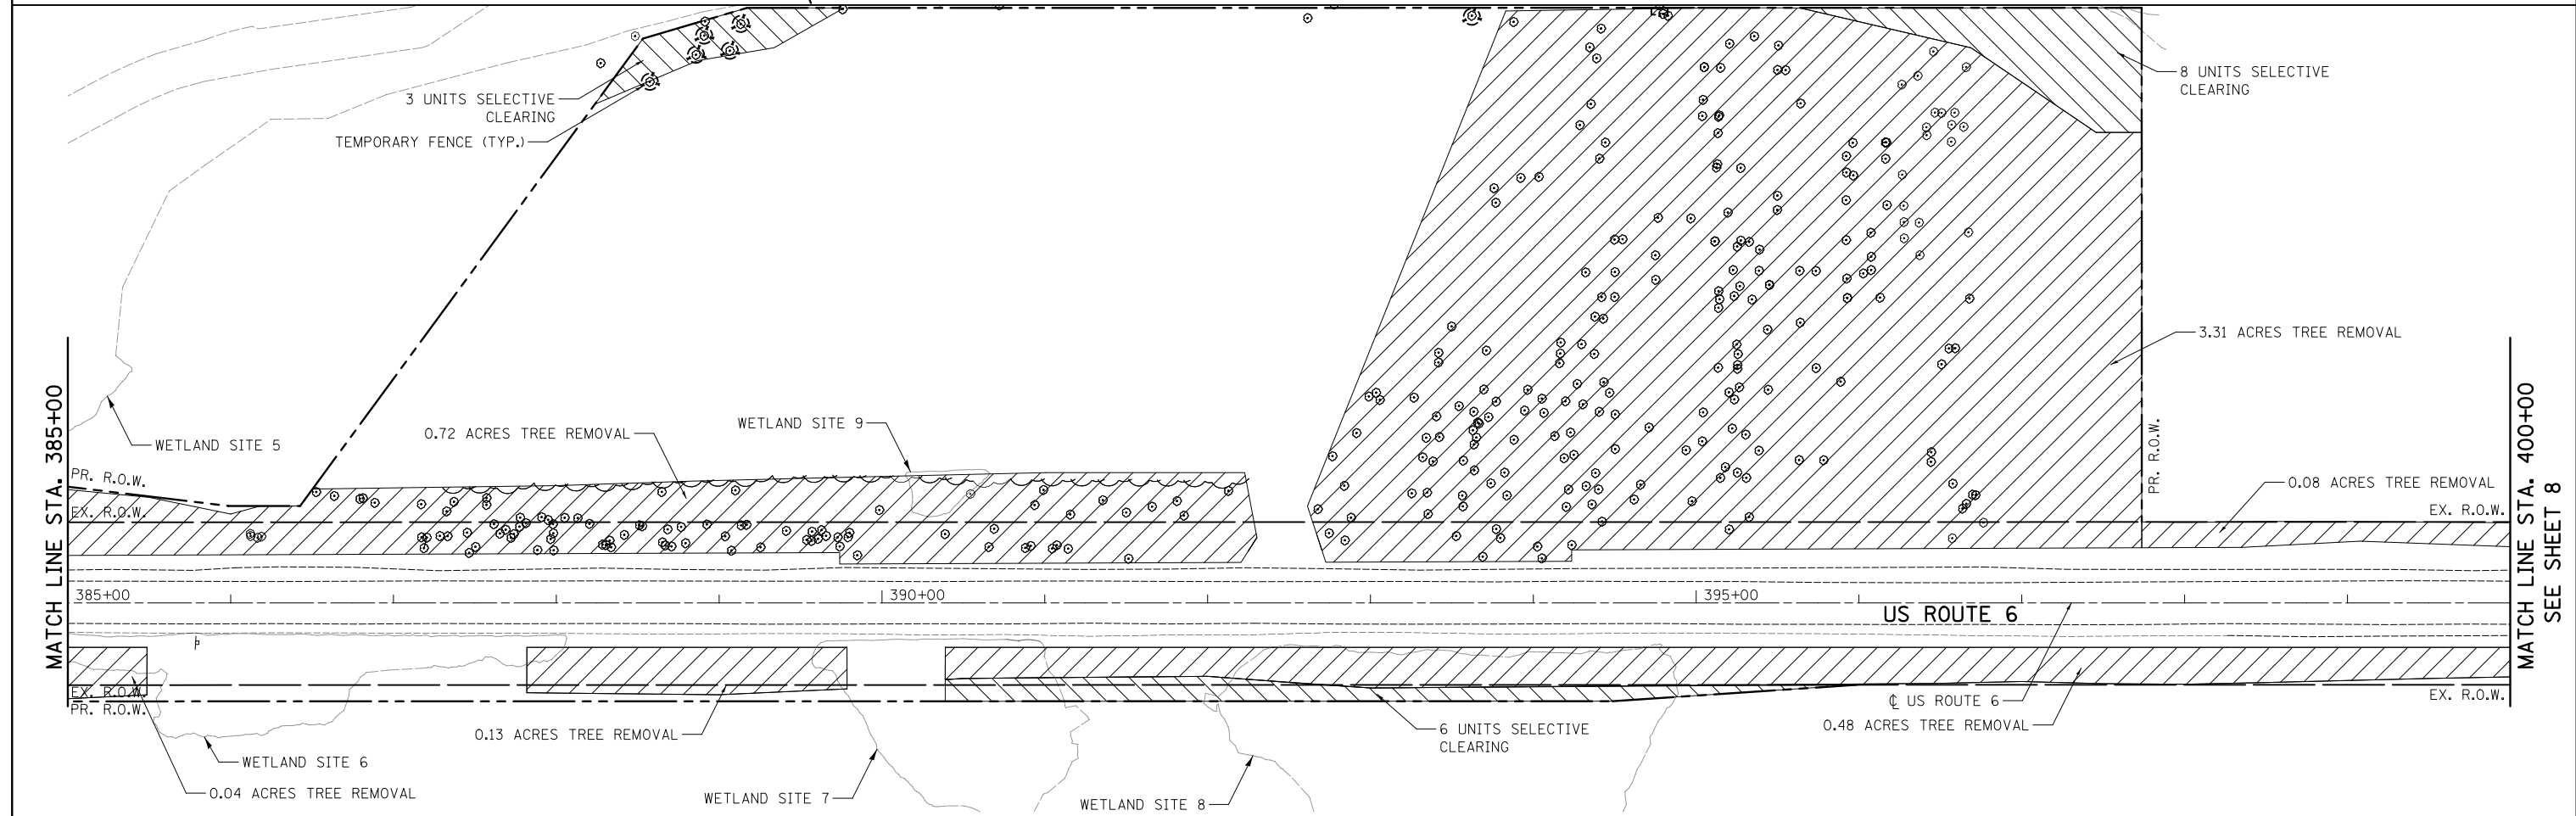 3 UNITS SELECTIVE
CLEARING
TEMPORARY FENCE (TYP.)
8 UNITS SELECTIVE
CLEARING
3.31 ACRES TREE REMOVAL
MATCH LINE STA. 385+00
WETLAND SITE 5
0.72 ACRES TREE REMOVAL
WETLAND SITE 9
PR. R.O.W.
PR. R.O.W.
0.08 ACRES TREE REMOVAL
EX. R.O.W.
EX. R.O.W.
MATCH LINE STA. 400+00
SEE SHEET 8
385+00
390+00
395+00
US ROUTE 6
EX. R.O.W.
PR. R.O.W.
EX. R.O.W.
℄ US ROUTE 6
0.48 ACRES TREE REMOVAL
0.13 ACRES TREE REMOVAL
6 UNITS SELECTIVE
CLEARING
WETLAND SITE 6
0.04 ACRES TREE REMOVAL
WETLAND SITE 7
WETLAND SITE 8